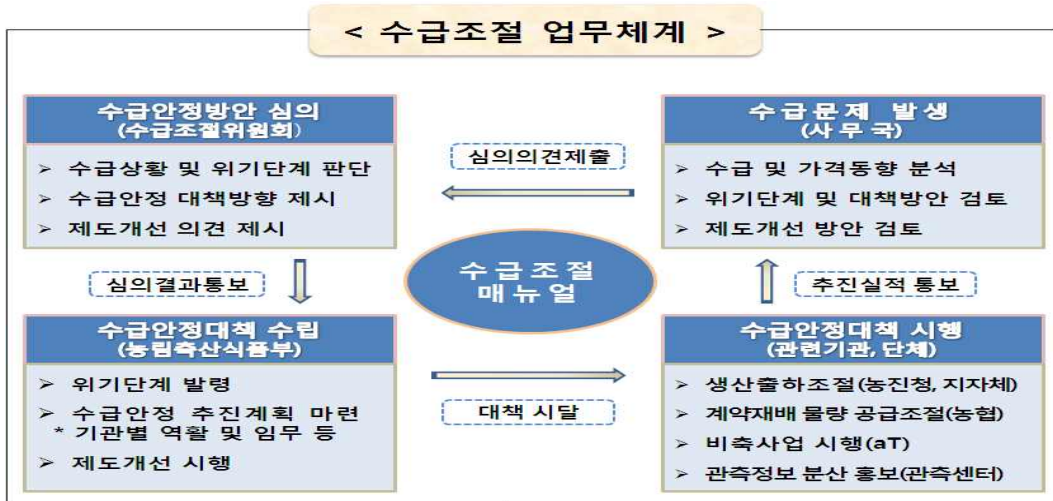 < 수급조절 업무체계 >
수급안정방안 심의
(수급조절위원회)
➢ 수급상황 및 위기단계 판단
➢ 수급안정 대책방향 제시
➢ 제도개선 의견 제시
심의의견제출
수급문제 발생
(사무국)
➢ 수급 및 가격동향 분석
➢ 위기단계 및 대책방안 검토
➢ 제도개선 방안 검토
수급조절
매뉴얼
심의결과통보
추진실적 통보
수급안정대책 수립
(농림축산식품부)
➢ 위기단계 발령
➢ 수급안정 추진계획 마련
* 기관별 역할 및 임무 등
➢ 제도개선 시행
대책 시달
수급안정대책 시행
(관련기관, 단체)
➢ 생산출하조절(농진청, 지자체)
➢ 계약재배 물량 공급조절(농협)
➢ 비축사업 시행(aT)
➢ 관측정보 분산 홍보(관측센터)